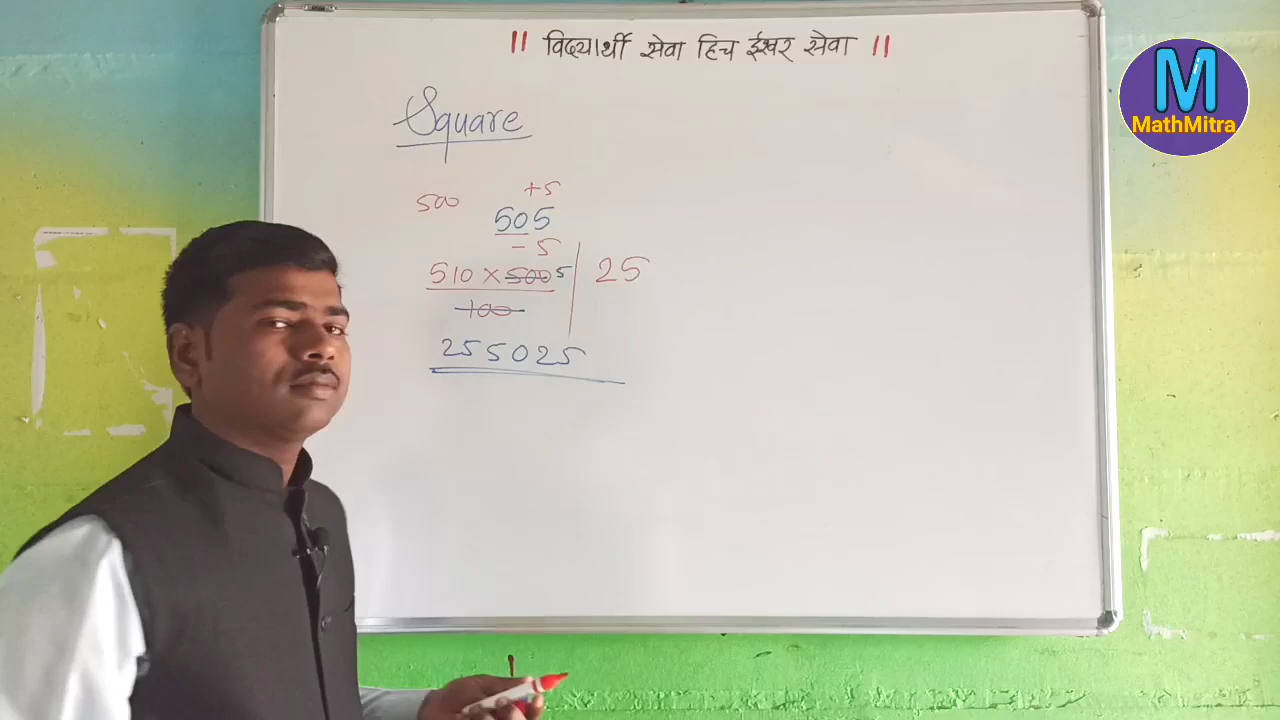 || विद्यार्थी सेवा हिच ईश्वर सेवा ||
M
MathMitra
Square
+5
500 505
- 5
510 × 500 5 | 25
100
255025